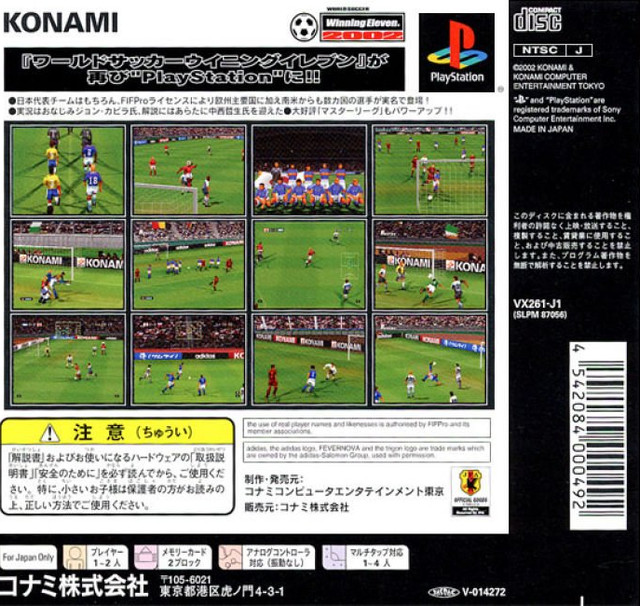 KONAMI
WORLD SOCCER
Winning Eleven
2002
PlayStation
『ワールドサッカーウイニングイレブン』が
再び"PlayStation"に!!
●日本代表チームはもちろん、FIFProライセンスにより欧州主要国に加え南米からも数カ国の選手が実名で登場!
●実況はおなじみジョン・カビラ氏、解説にはあらたに中西哲生氏を迎えた●大好評「マスターリーグ」もパワーアップ!!
KONAMI
KONAM
KONAMI
KONAM
adidas
KONAMI
KONAMI
COMPACT
disc
NTSC J
©2002 KONAMI &
KONAMI COMPUTER
ENTERTAINMENT TOKYO
and "PlayStation"are
registered trademarks of Sony
Computer Entertainment Inc.
MADE IN JAPAN
このディスクに含まれる著作物を権
利者の許諾なく上映・放送すること、
複製すること、賃貸業に使用するこ
と、および中古販売することを禁止
します。また、プログラム著作物を
無断で解析することを禁止します。
VX261-J1
(SLPM 87056)
4 542084 000492
注意(ちゅうい)
「解説書」およびお使いになるハードウェアの「取扱説
明書」「安全のために」を必ず読んでから、ご使用くだ
さい。特に、小さいお子様は保護者の方がお読みの
上、正しい方法でご使用ください。
the use of real player names and likenesses is authorised by FIFPro and its
member associations.
adidas, the adidas logo, FEVERNOVA and the trigon logo are trade marks which
are owned by the adidas-Salomon Group, used with permission.
制作・発売元:
コナミコンピュータエンタテインメント東京
販売元:コナミ株式会社
JFA
OFFICIAL GOODS
For Japan Only
プレイヤー
1~2人
メモリーカード
2ブロック
アナログコントローラ
対応(振動なし)
マルチタップ対応
1~4人
コナミ株式会社
〒105-6021
東京都港区虎ノ門4-3-1
V-014272